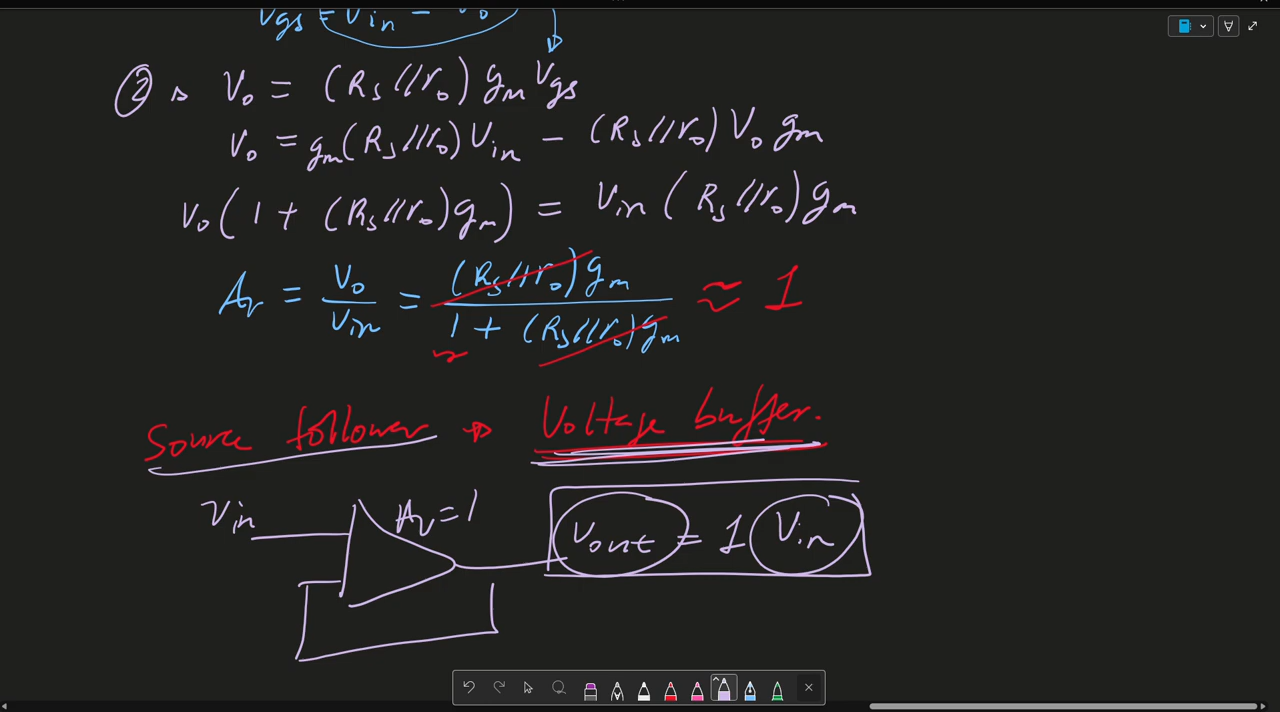 Vgs = Vin - Vo
② → Vo = (Rs // ro) gm Vgs
Vo = gm (Rs // ro) Vin - (Rs // ro) Vo gm
Vo (1 + (Rs // ro) gm) = Vin (Rs // ro) gm
Av = Vo / Vin = (Rs // ro) gm / 1 + (Rs // ro) gm ≈ 1
Source follower → Voltage buffer.
Vin Av = 1 Vout = 1 Vin